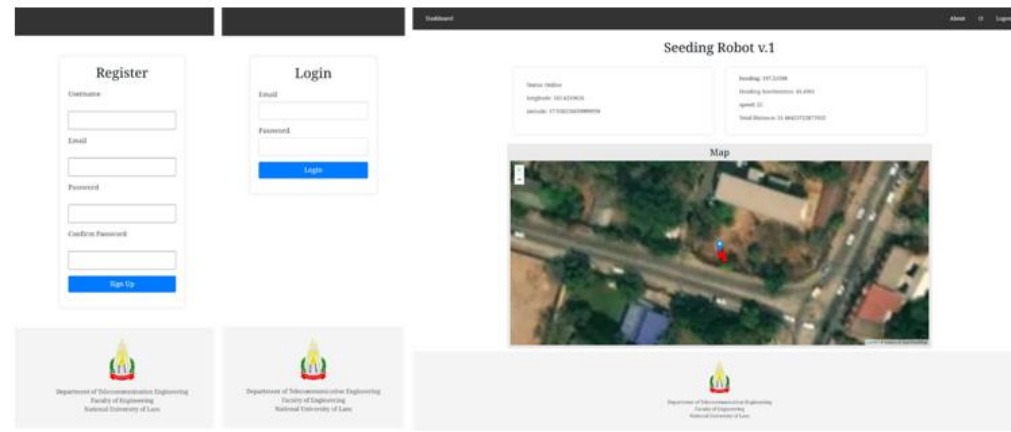 Register
Username
Email
Password
Confirm Password
Sign Up
Department of Telecommunication Engineering
Faculty of Engineering
National University of Laos
Login
Email
Password
Login
Department of Telecommunication Engineering
Faculty of Engineering
National University of Laos
Dashboard
About
Logout
Seeding Robot v.1
Status: Online
longitude:
latitude:
heading:
speed: 22
Total Distance:
Map
Department of Telecommunication Engineering
Faculty of Engineering
National University of Laos